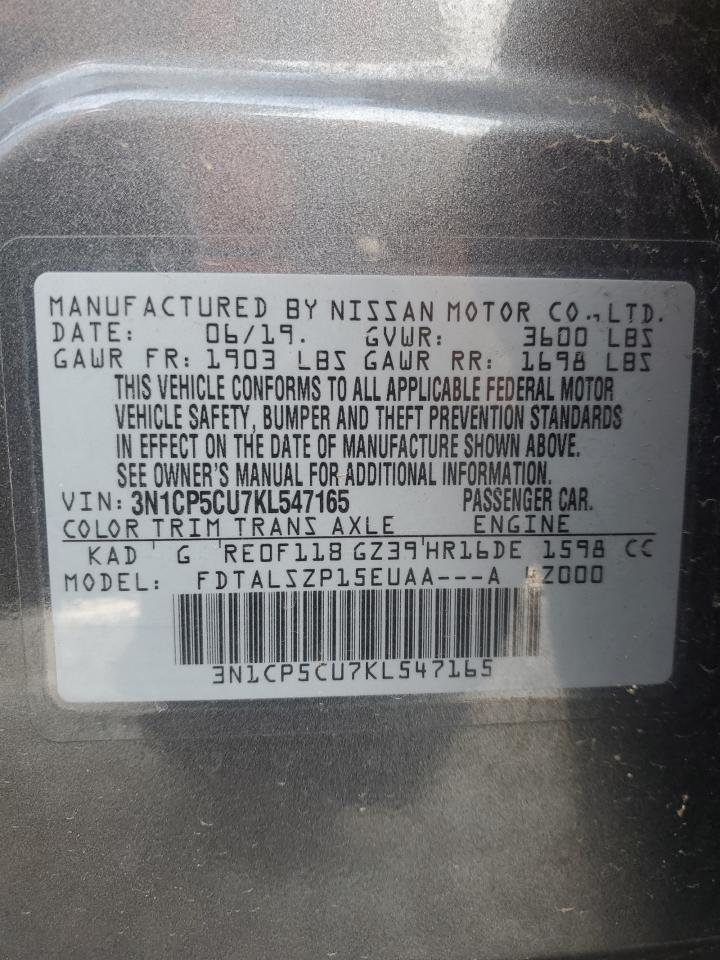 MANUFACTURED BY NISSAN MOTOR CO.,LTD.
DATE: 06/19. GVWR: 3600 LBS
GAWR FR: 1903 LBS GAWR RR: 1698 LBS
THIS VEHICLE CONFORMS TO ALL APPLICABLE FEDERAL MOTOR
VEHICLE SAFETY, BUMPER AND THEFT PREVENTION STANDARDS
IN EFFECT ON THE DATE OF MANUFACTURE SHOWN ABOVE.
SEE OWNER'S MANUAL FOR ADDITIONAL INFORMATION.
VIN: 3N1CP5CU7KL547165 PASSENGER CAR.
COLOR TRIM TRANS AXLE ENGINE
KAD G RE0F11B GZ39 HR16DE 1598 CC
MODEL: FDTALSZP15EUAA---A
3N1CP5CU7KL547165